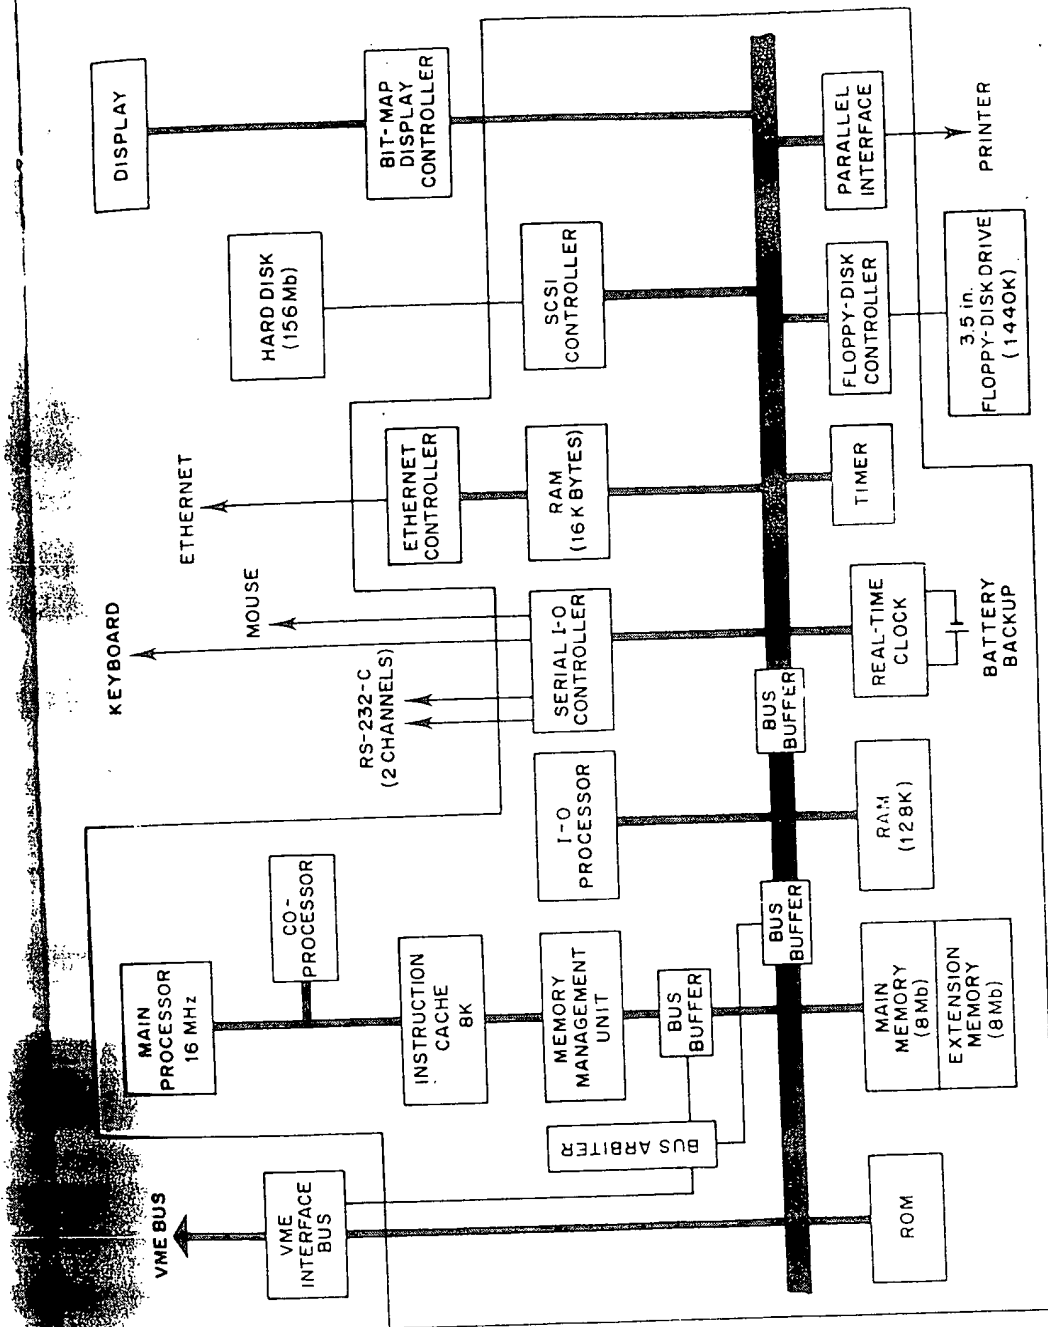 VME BUS
VME
INTERFACE
BUS
ROM
BUS ARBITER
MAIN
PROCESSOR
16 MHz
CO-
PROCESSOR
INSTRUCTION
CACHE
8K
MEMORY
MANAGEMENT
UNIT
BUS
BUFFER
MAIN
MEMORY
(8Mb)
EXTENSION
MEMORY
(8Mb)
BUS
BUFFER
I-O
PROCESSOR
RAM
(128K)
BUS
BUFFER
KEYBOARD
MOUSE
RS-232-C
(2 CHANNELS)
SERIAL I-O
CONTROLLER
REAL-TIME
CLOCK
BATTERY
BACKUP
ETHERNET
ETHERNET
CONTROLLER
RAM
(16K BYTES)
TIMER
HARD DISK
(156 Mb)
SCSI
CONTROLLER
FLOPPY-DISK
CONTROLLER
3.5 in.
FLOPPY-DISK DRIVE
(1440K)
DISPLAY
BIT-MAP
DISPLAY
CONTROLLER
PARALLEL
INTERFACE
PRINTER